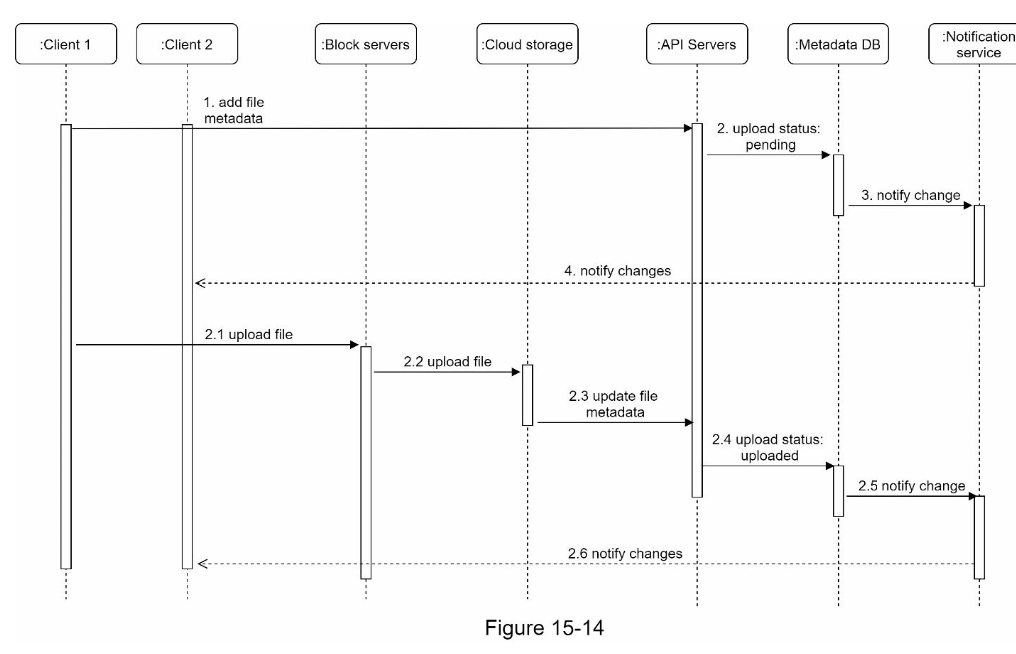 :Client 1
:Client 2
:Block servers
:Cloud storage
:API Servers
:Metadata DB
:Notification
service
1. add file
metadata
2. upload status:
pending
3. notify change
4. notify changes
2.1 upload file
2.2 upload file
2.3 update file
metadata
2.4 upload status:
uploaded
2.5 notify change
2.6 notify changes
Figure 15-14